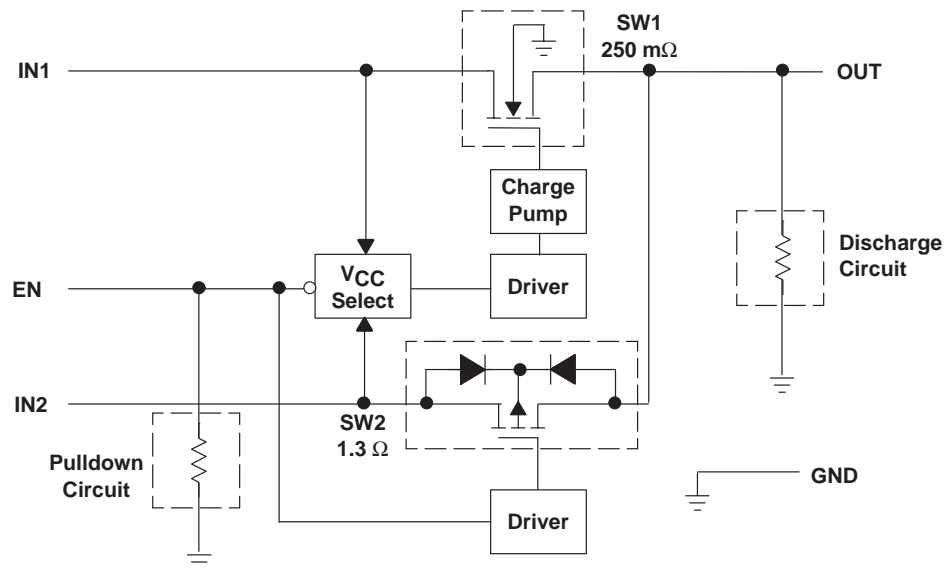 SW1
250 mΩ
IN1
OUT
Charge
Pump
Discharge
Circuit
EN
VCC
Select
Driver
IN2
SW2
1.3 Ω
Pulldown
Circuit
GND
Driver